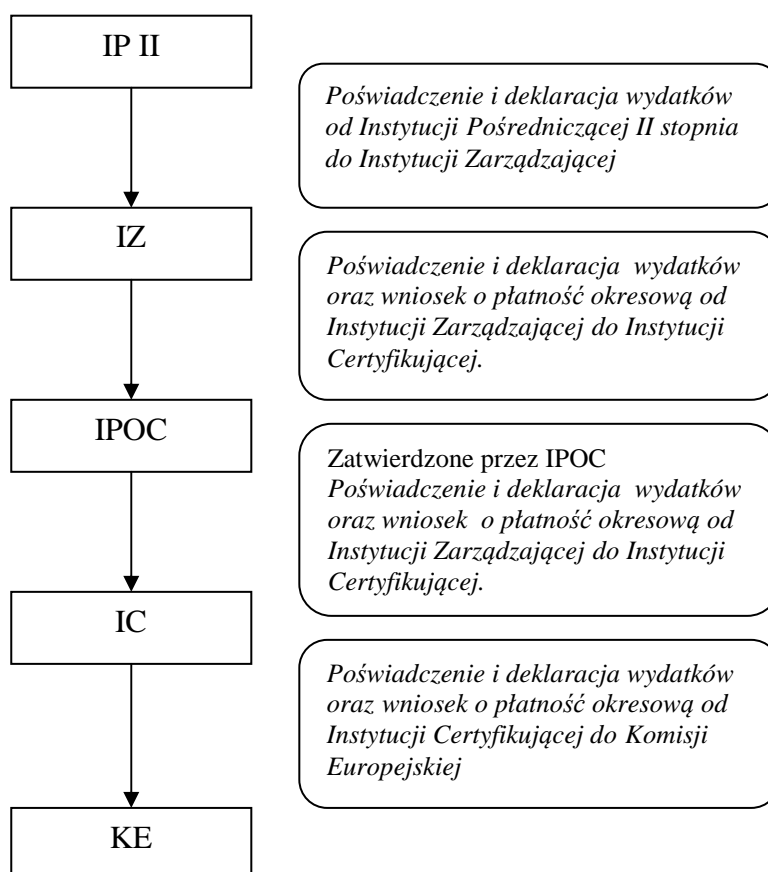 IP II
Poświadczenie i deklaracja wydatków
od Instytucji Pośredniczącej II stopnia
do Instytucji Zarządzającej
IZ
Poświadczenie i deklaracja wydatków
oraz wniosek o płatność okresową od
Instytucji Zarządzającej do Instytucji
Certyfikującej.
IPOC
Zatwierdzone przez IPOC
Poświadczenie i deklaracja wydatków
oraz wniosek o płatność okresową od
Instytucji Zarządzającej do Instytucji
Certyfikującej.
IC
Poświadczenie i deklaracja wydatków
oraz wniosek o płatność okresową od
Instytucji Certyfikującej do Komisji
Europejskiej
KE